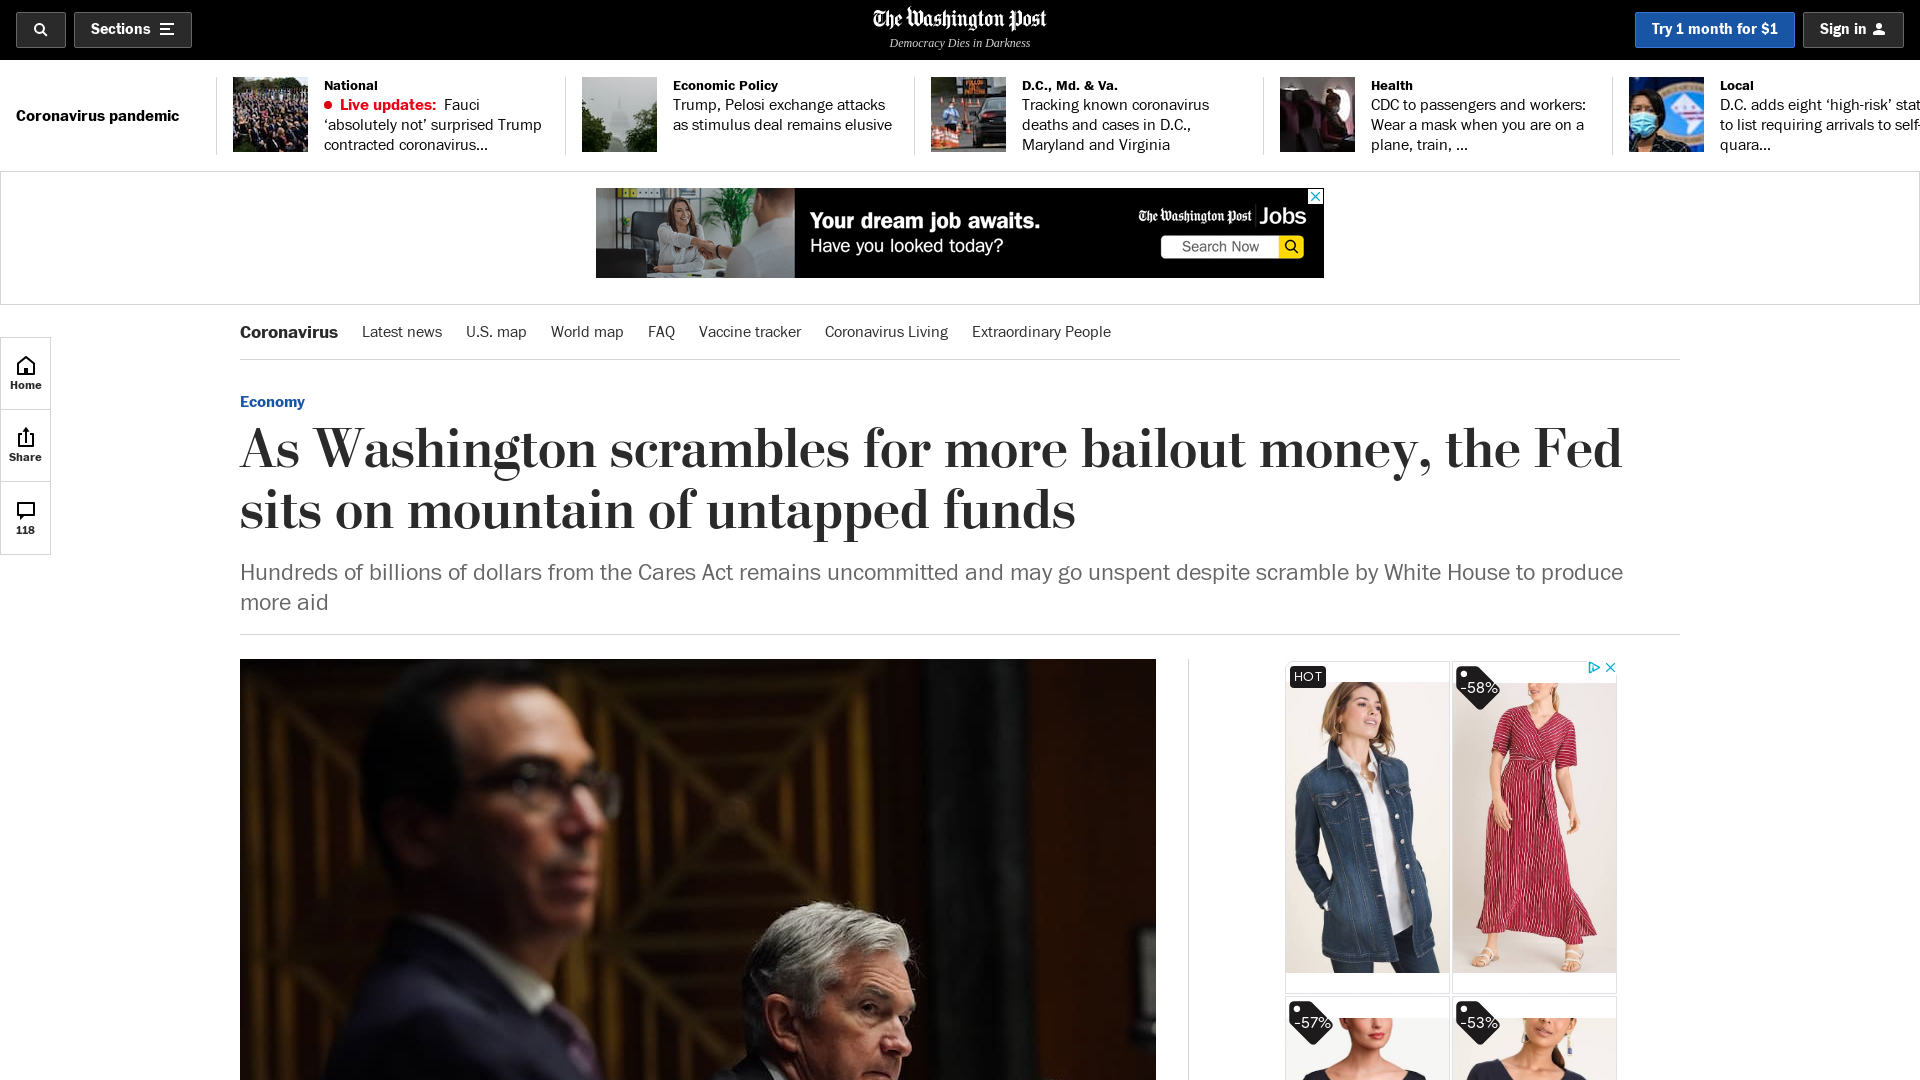 Sections
The Washington Post
Democracy Dies in Darkness
Try 1 month for $1
Sign in
Coronavirus pandemic
National
Live updates: Fauci
‘absolutely not’ surprised Trump
contracted coronavirus...
Economic Policy
Trump, Pelosi exchange attacks
as stimulus deal remains elusive
D.C., Md. & Va.
Tracking known coronavirus
deaths and cases in D.C.,
Maryland and Virginia
Health
CDC to passengers and workers:
Wear a mask when you are on a
plane, train, ...
Local
D.C. adds eight ‘high-risk’ stat
to list requiring arrivals to self-
quara...
Your dream job awaits.
Have you looked today?
The Washington Post Jobs
Search Now
Coronavirus
Latest news
U.S. map
World map
FAQ
Vaccine tracker
Coronavirus Living
Extraordinary People
Home
Share
118
Economy
As Washington scrambles for more bailout money, the Fed
sits on mountain of untapped funds
Hundreds of billions of dollars from the Cares Act remains uncommitted and may go unspent despite scramble by White House to produce
more aid
HOT
-58%
-57%
-53%